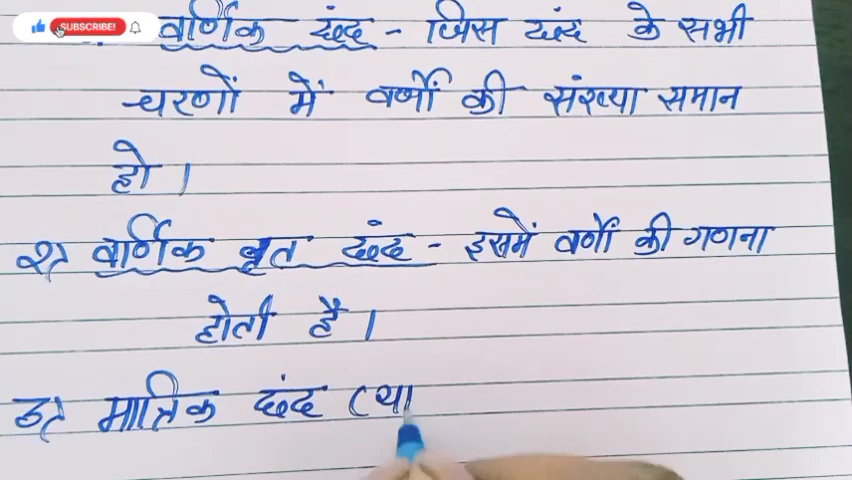 SUBSCRIBE!
वर्णिक छंद - जिस छंद के सभी
चरणों में वर्णों की संख्या समान
हो।
२) वर्णिक वृत छंद - इसमें वर्णों की गणना
होती है।
३) मात्रिक छंद (या